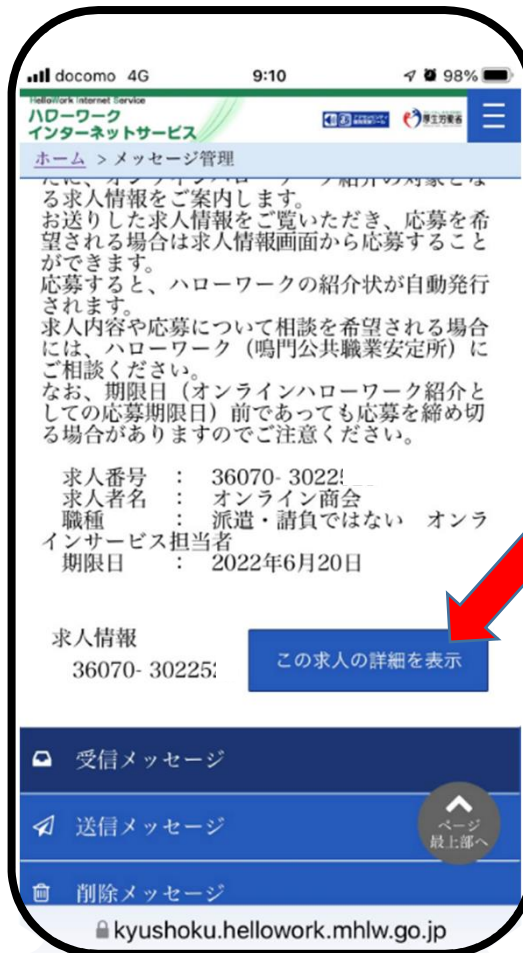 docomo 4G 9:10 98%
HelloWork Internet Service
ハローワーク
インターネットサービス
厚生労働省
ホーム > メッセージ管理
る求人情報をご案内します。
お送りした求人情報をご覧いただき、応募を希
望される場合は求人情報画面から応募すること
ができます。
応募すると、ハローワークの紹介状が自動発行
されます。
求人内容や応募について相談を希望される場合
には、ハローワーク（鳴門公共職業安定所）に
ご相談ください。
なお、期限日（オンラインハローワーク紹介と
しての応募期限日）前であっても応募を締め切
る場合がありますのでご注意ください。
求人番号 ： 36070- 30225
求人者名 ： オンライン商会
職種 ： 派遣・請負ではない オンラ
インサービス担当者
期限日 ： 2022年6月20日
求人情報
36070- 302252
この求人の詳細を表示
受信メッセージ
送信メッセージ
ページ
最上部へ
削除メッセージ
kyushoku.hellowork.mhlw.go.jp